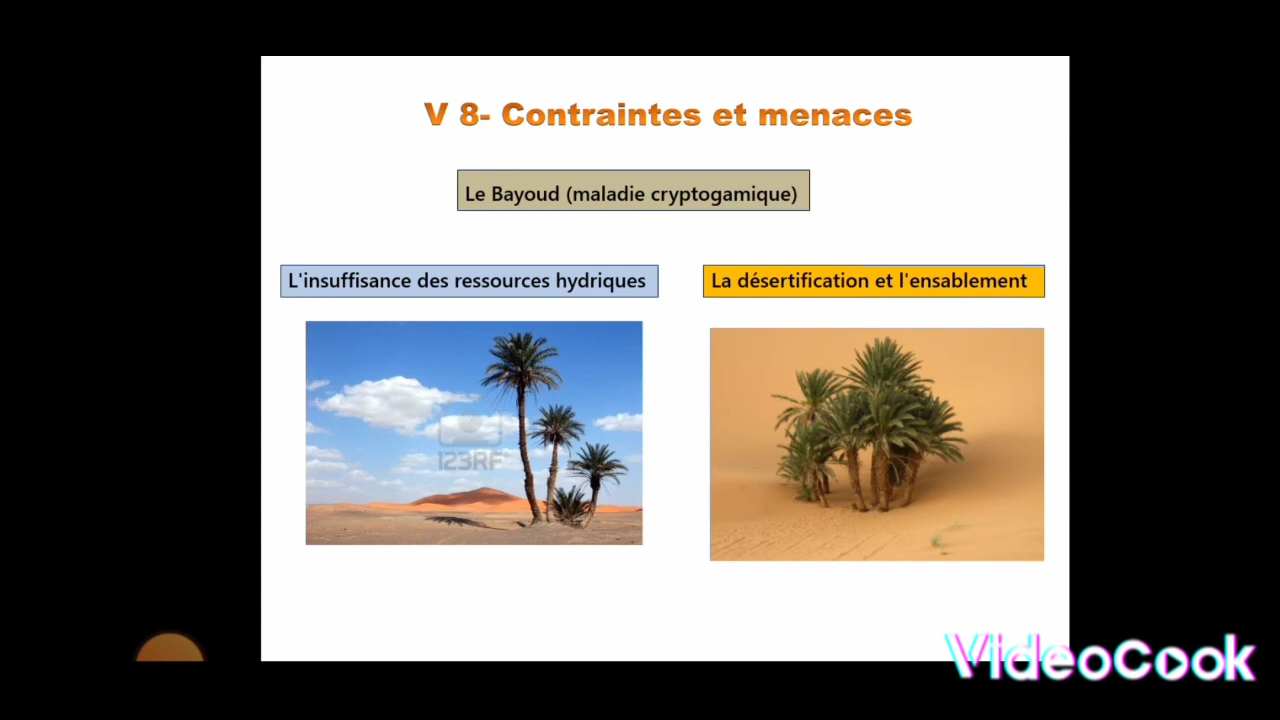 V 8- Contraintes et menaces
Le Bayoud (maladie cryptogamique)
L'insuffisance des ressources hydriques
La désertification et l'ensablement
123RF
VideoCook